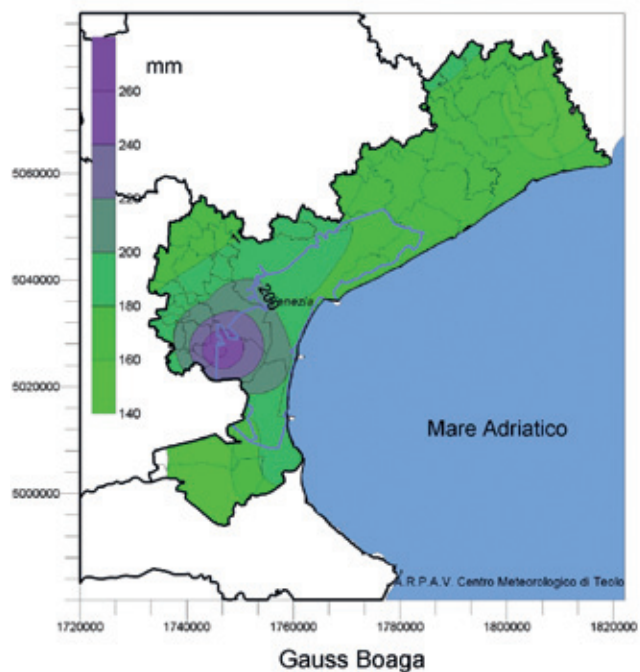 mm
260
240
220
200
180
160
140
5060000
5040000
5020000
5000000
200
Venezia
Mare Adriatico
A.R.P.A.V. Centro Meteorologico di Teolo
1720000 1740000 1760000 1780000 1800000 1820000
Gauss Boaga